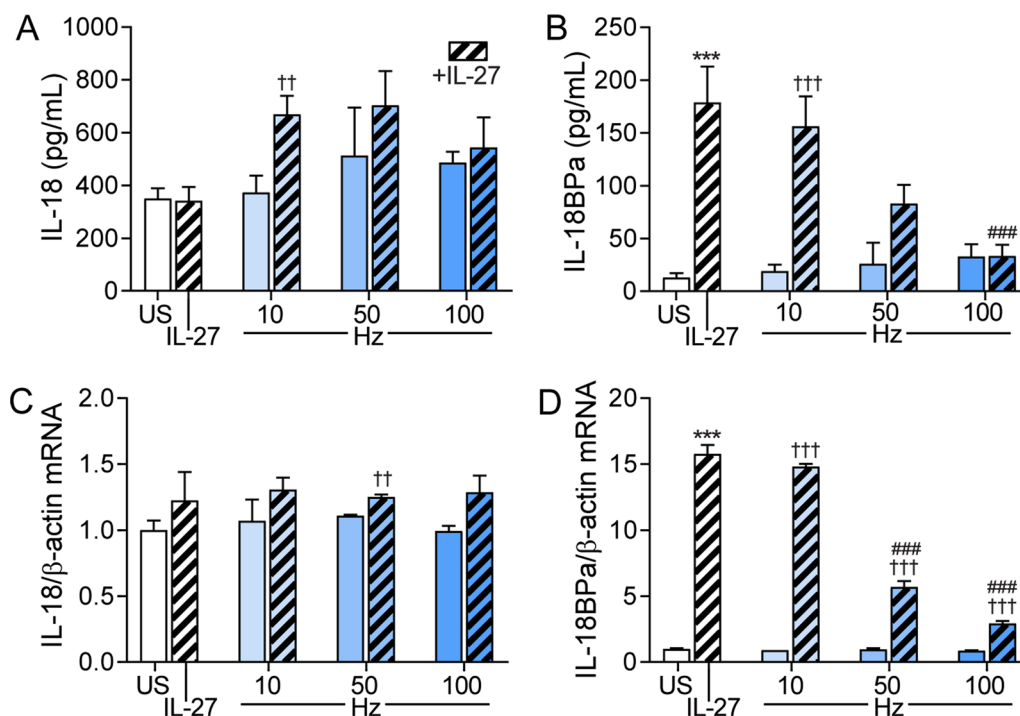 A
IL-18 (pg/mL)
1000
800
600
400
200
0
††
+IL-27
US
IL-27
10
50
100
Hz
B
IL-18BPa (pg/mL)
250
200
150
100
50
0
***
†††
###
US
IL-27
10
50
100
Hz
C
IL-18/β-actin mRNA
2.0
1.5
1.0
0.5
0.0
††
US
IL-27
10
50
100
Hz
D
IL-18BPa/β-actin mRNA
20
15
10
5
0
***
†††
###
†††
###
†††
US
IL-27
10
50
100
Hz